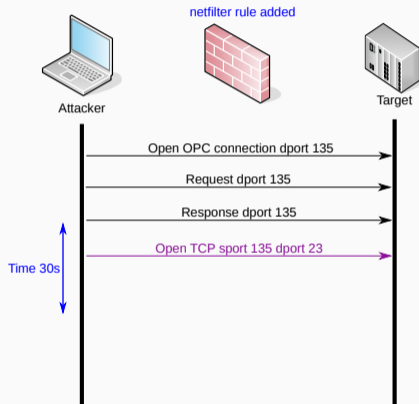 netfilter rule added
Attacker
Target
Open OPC connection dport 135
Request dport 135
Response dport 135
Open TCP sport 135 dport 23
Time 30s